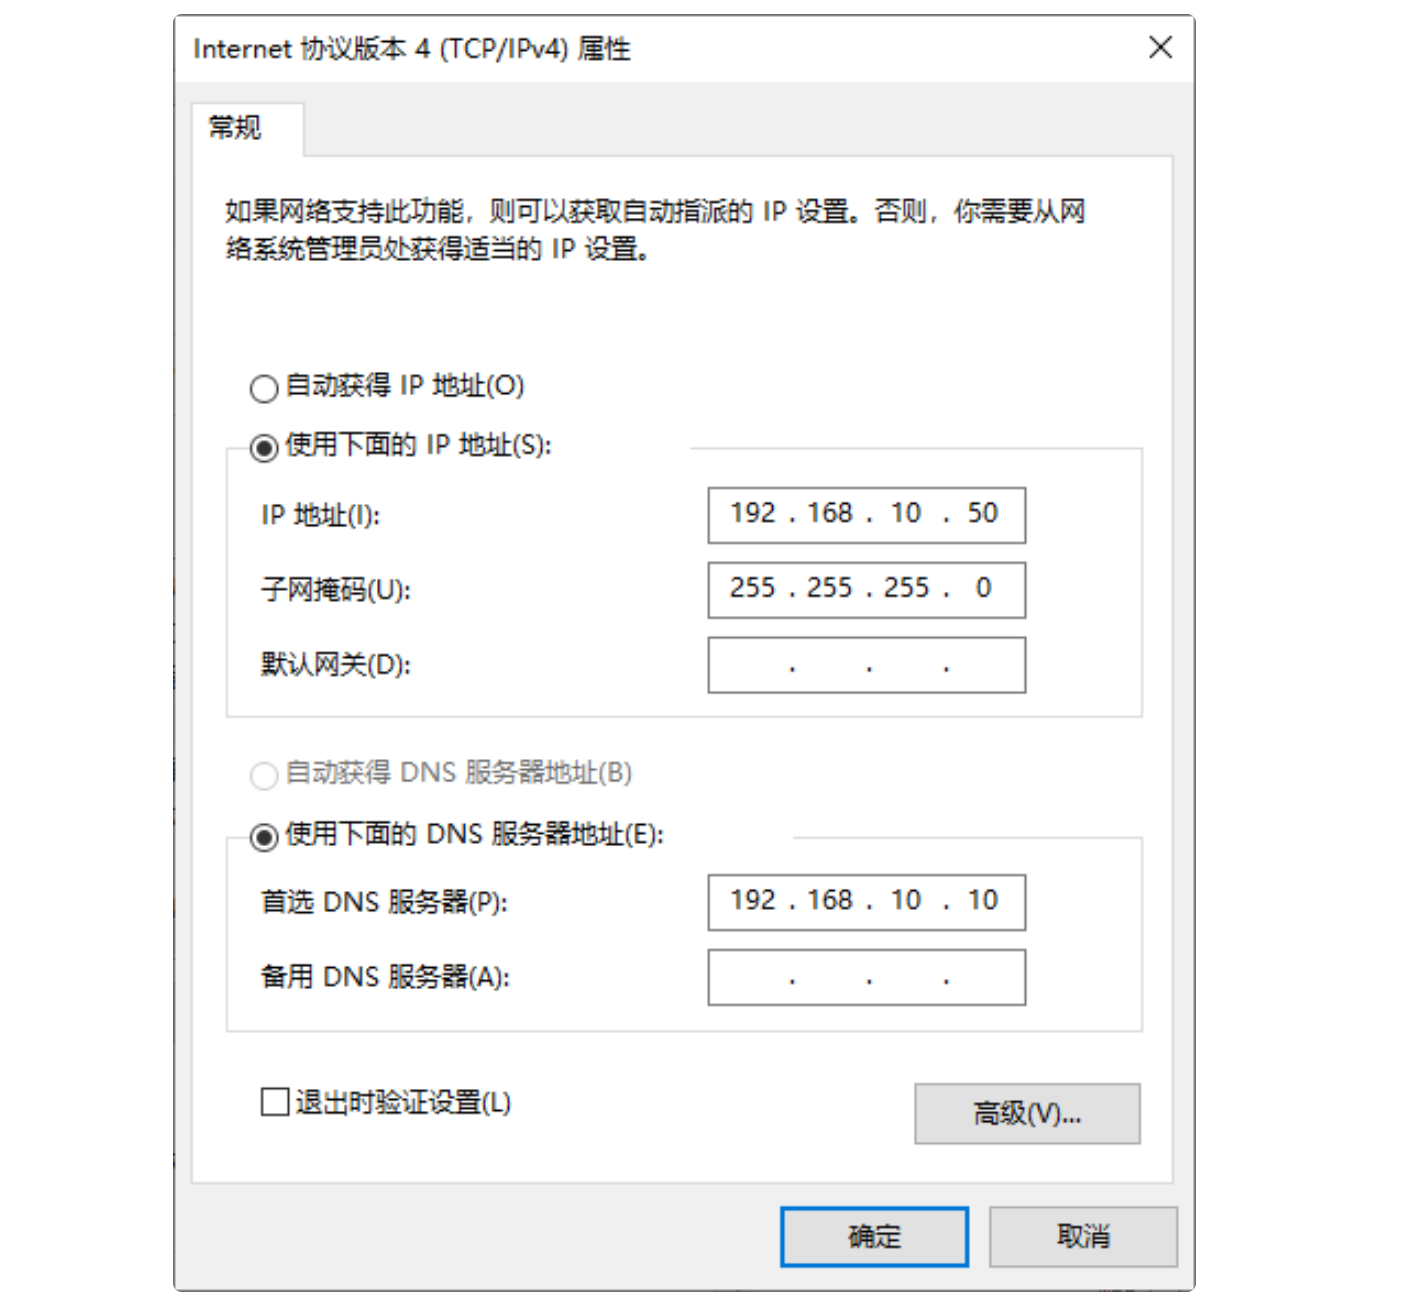 Internet 协议版本 4 (TCP/IPv4) 属性
常规
如果网络支持此功能，则可以获取自动指派的 IP 设置。否则，你需要从网
络系统管理员处获得适当的 IP 设置。
自动获得 IP 地址(O)
使用下面的 IP 地址(S):
IP 地址(I): 192 . 168 . 10 . 50
子网掩码(U): 255 . 255 . 255 . 0
默认网关(D): . . .
自动获得 DNS 服务器地址(B)
使用下面的 DNS 服务器地址(E):
首选 DNS 服务器(P): 192 . 168 . 10 . 10
备用 DNS 服务器(A): . . .
退出时验证设置(L)
高级(V)...
确定 取消